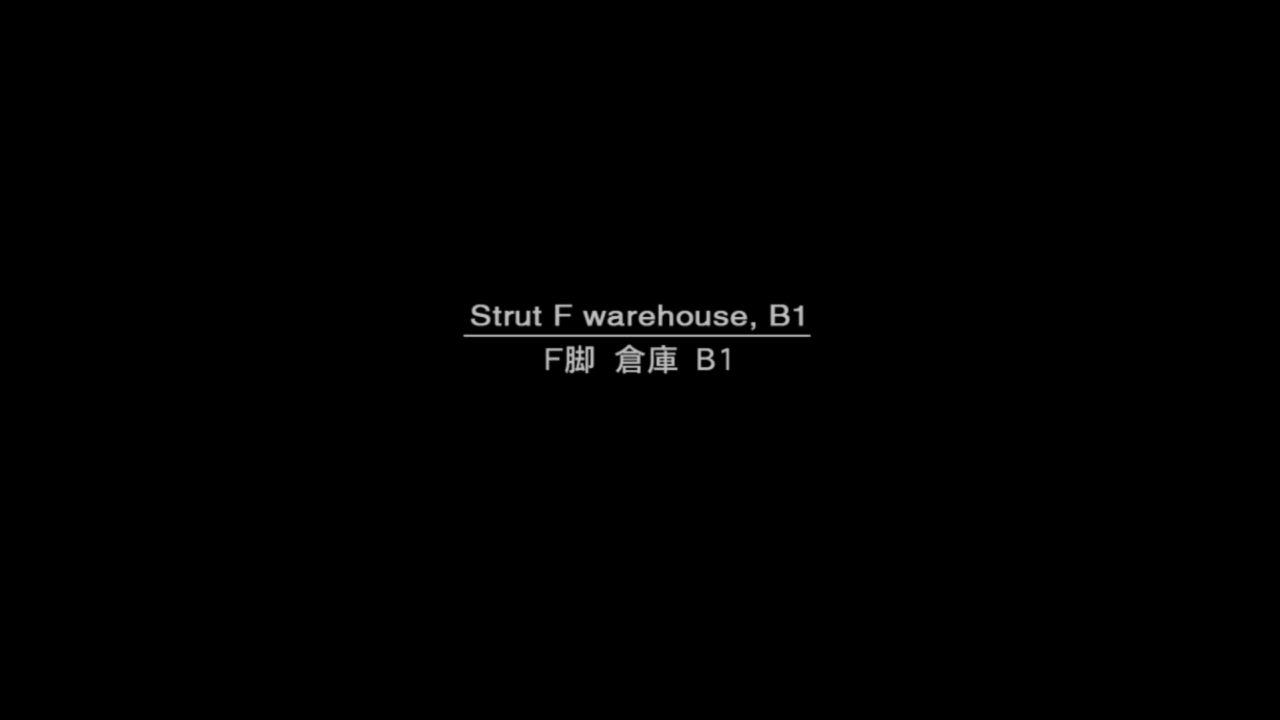 Strut F warehouse, B1
F脚 倉庫 B1